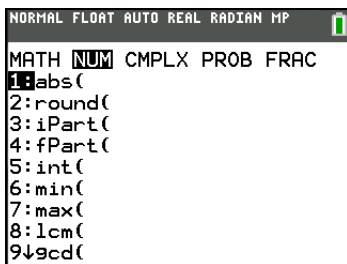 NORMAL FLOAT AUTO REAL RADIAN MP
MATH NUM CMPLX PROB FRAC
1:abs(
2:round(
3:iPart(
4:fPart(
5:int(
6:min(
7:max(
8:lcm(
9↓gcd(